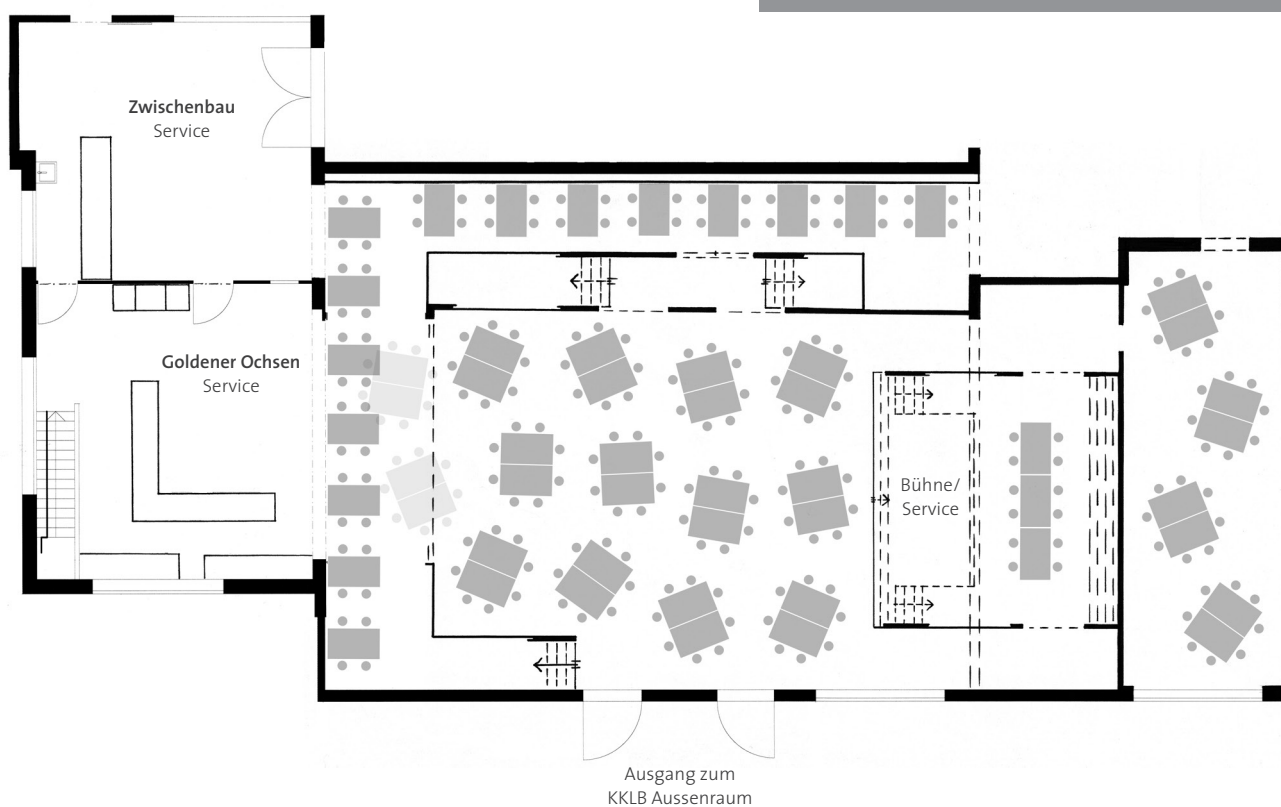 Zwischenbau
Service
Goldener Ochsen
Service
Bühne/
Service
Ausgang zum
KKLB Aussenraum